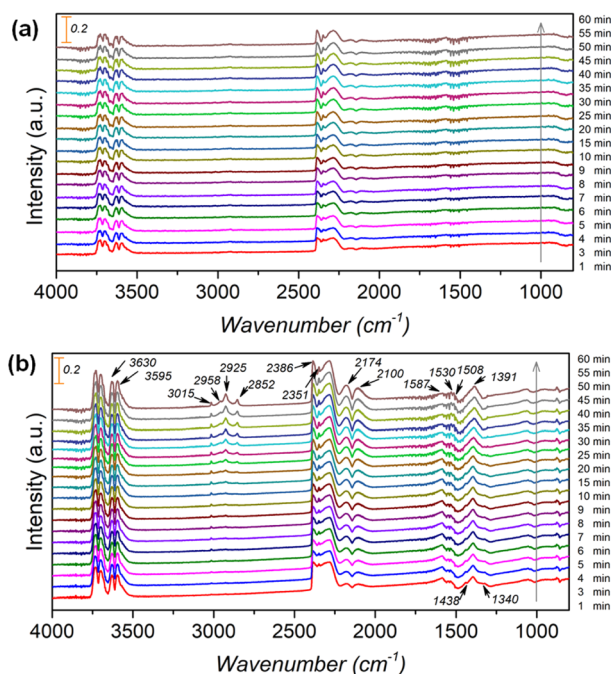 (a)
0.2
Intensity (a.u.)
60 min
55 min
50 min
45 min
40 min
35 min
30 min
25 min
20 min
15 min
10 min
9 min
8 min
7 min
6 min
5 min
4 min
3 min
1 min
4000 3500 3000 2500 2000 1500 1000
Wavenumber (cm-1)
(b)
0.2
3630
3595
3015
2958
2925
2852
2386
2351
2174
2100
1587
1530
1508
1391
1438
1340
Intensity (a.u.)
60 min
55 min
50 min
45 min
40 min
35 min
30 min
25 min
20 min
15 min
10 min
9 min
8 min
7 min
6 min
5 min
4 min
3 min
1 min
4000 3500 3000 2500 2000 1500 1000
Wavenumber (cm-1)